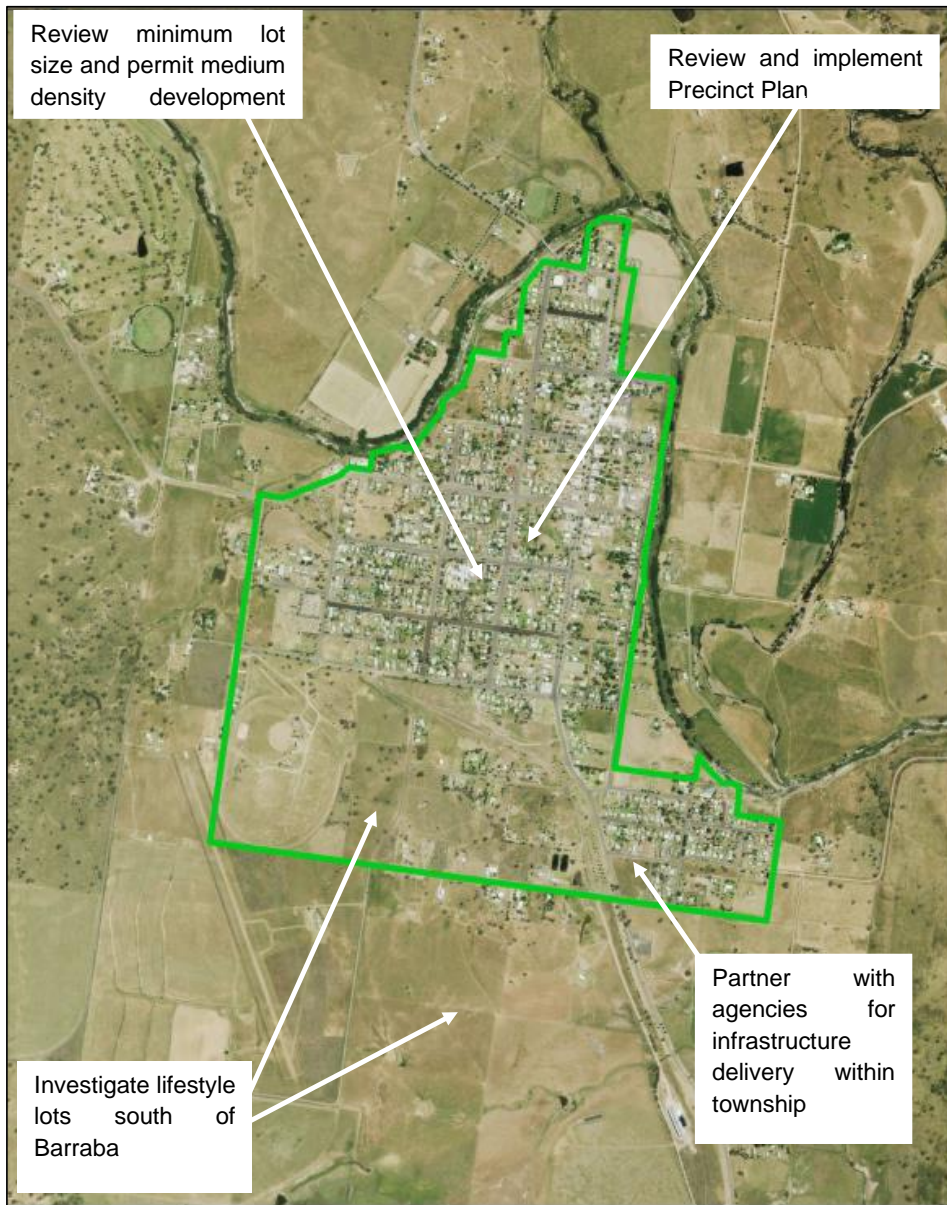 Review minimum lot
size and permit medium
density development
Review and implement
Precinct Plan
Investigate lifestyle
lots south of
Barraba
Partner with
agencies for
infrastructure
delivery within
township